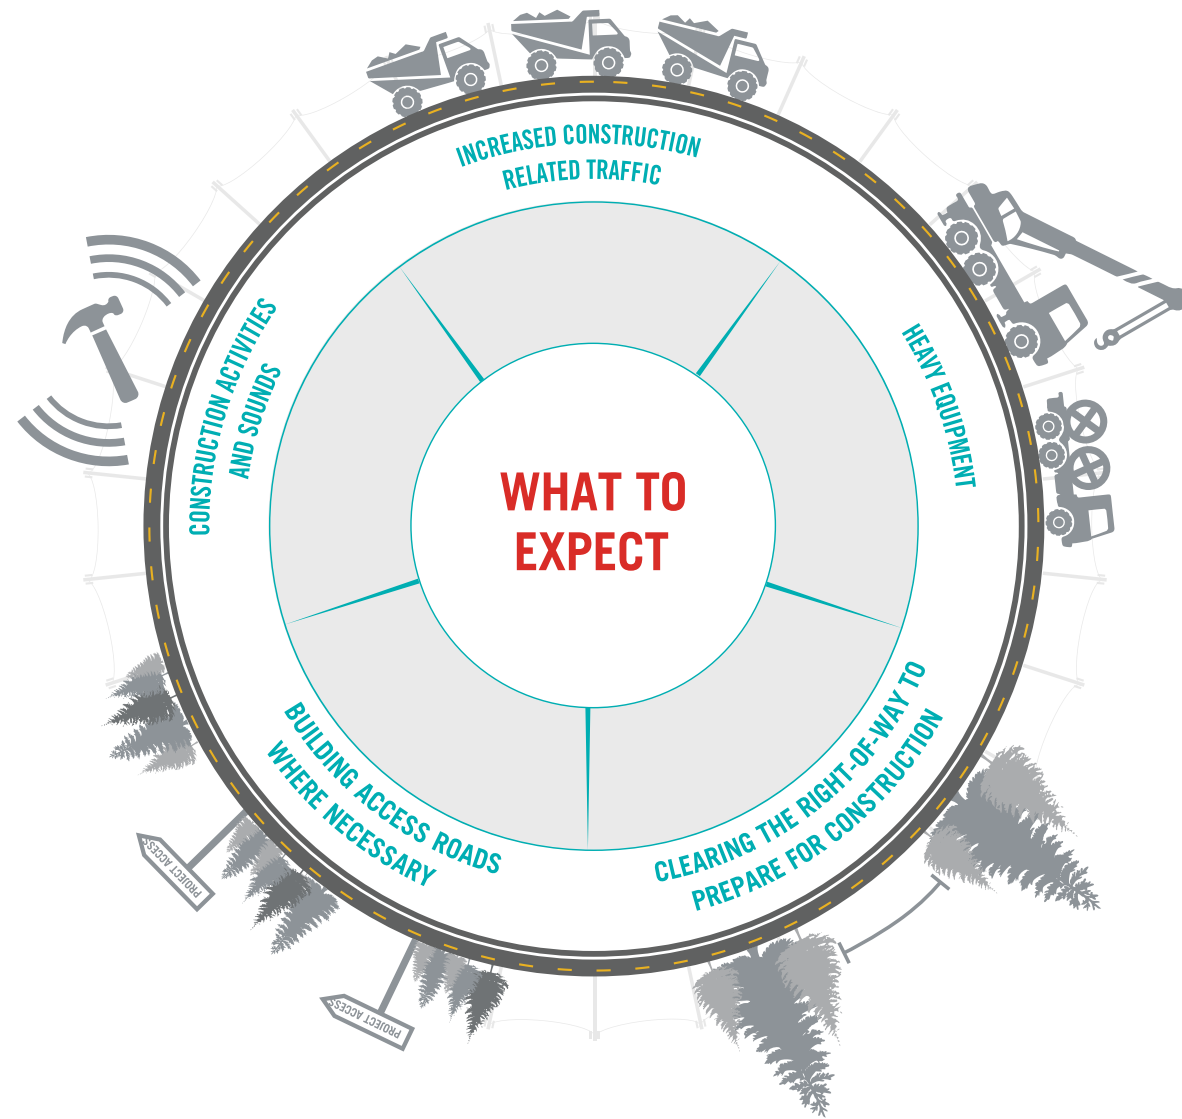 INCREASED CONSTRUCTION
RELATED TRAFFIC
HEAVY EQUIPMENT
CLEARING THE RIGHT-OF-WAY TO
PREPARE FOR CONSTRUCTION
BUILDING ACCESS ROADS
WHERE NECESSARY
CONSTRUCTION ACTIVITIES
AND SOUNDS
WHAT TO
EXPECT
PROJECT ACCESS
PROJECT ACCESS